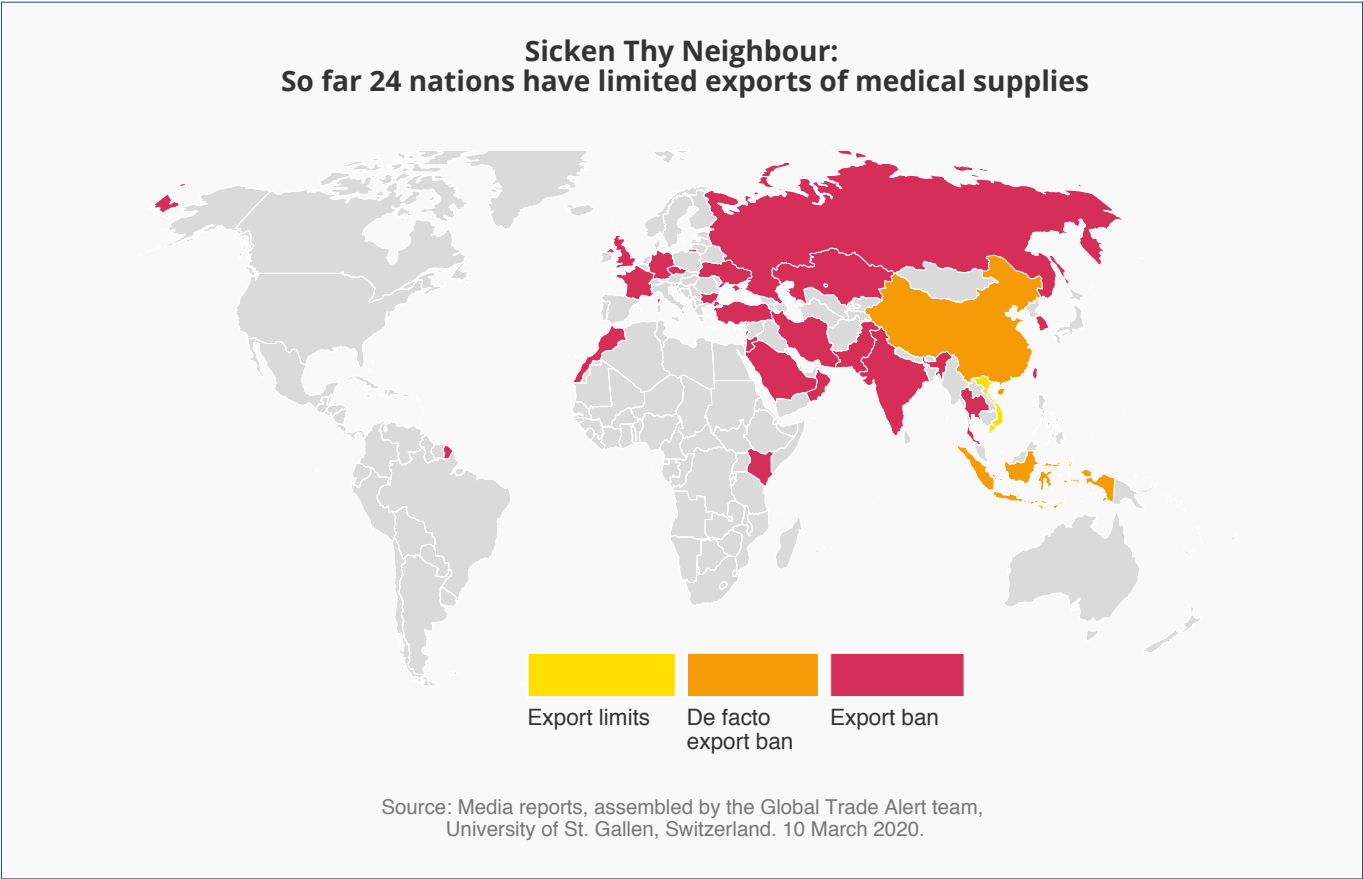 Sicken Thy Neighbour:
So far 24 nations have limited exports of medical supplies
Export limits
De facto
export ban
Export ban
Source: Media reports, assembled by the Global Trade Alert team,
University of St. Gallen, Switzerland. 10 March 2020.